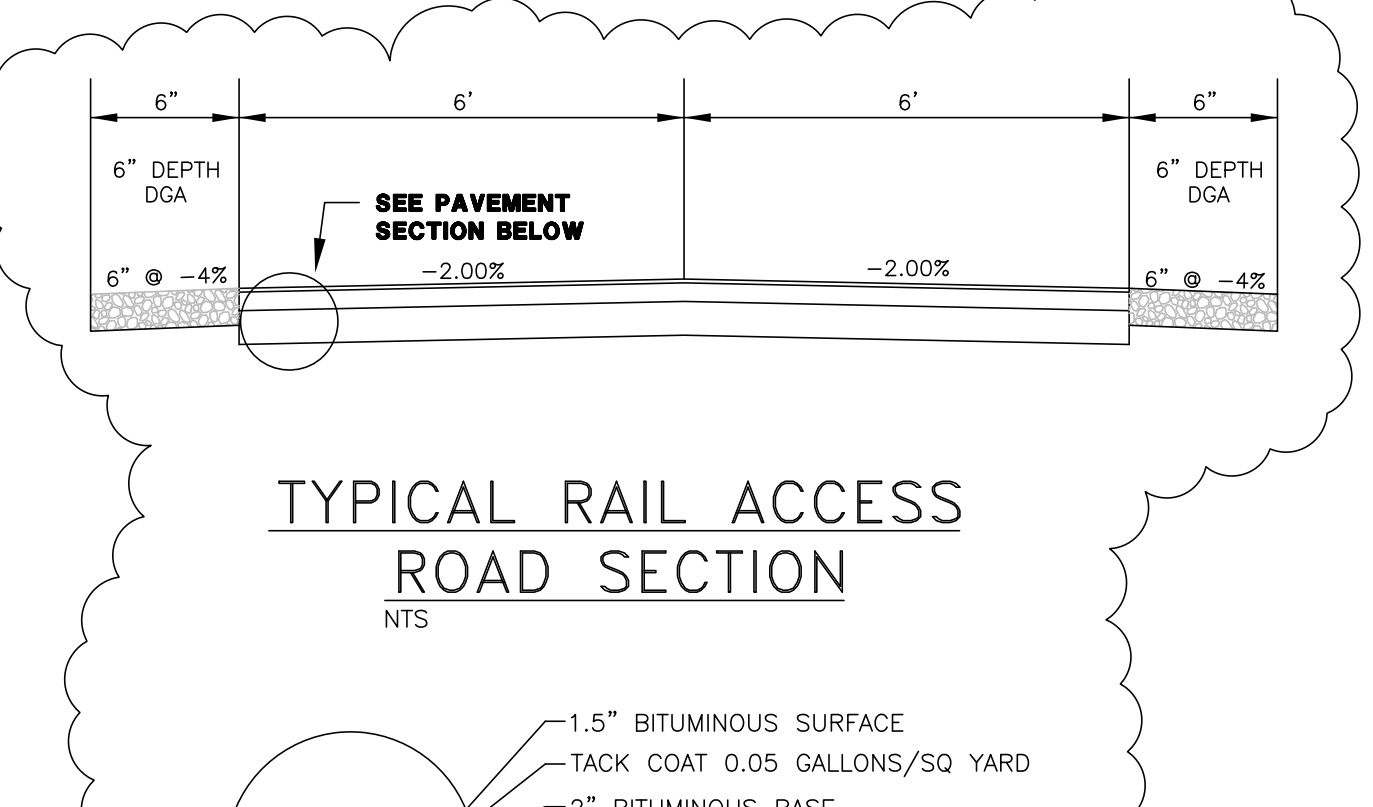 6" 6' 6' 6"
6" DEPTH
DGA
6" DEPTH
DGA
SEE PAVEMENT
SECTION BELOW
6" @ -4% -2.00% -2.00% 6" @ -4%
TYPICAL RAIL ACCESS
ROAD SECTION
NTS
1.5" BITUMINOUS SURFACE
TACK COAT 0.05 GALLONS/SQ YARD
BITUMINOUS BASE